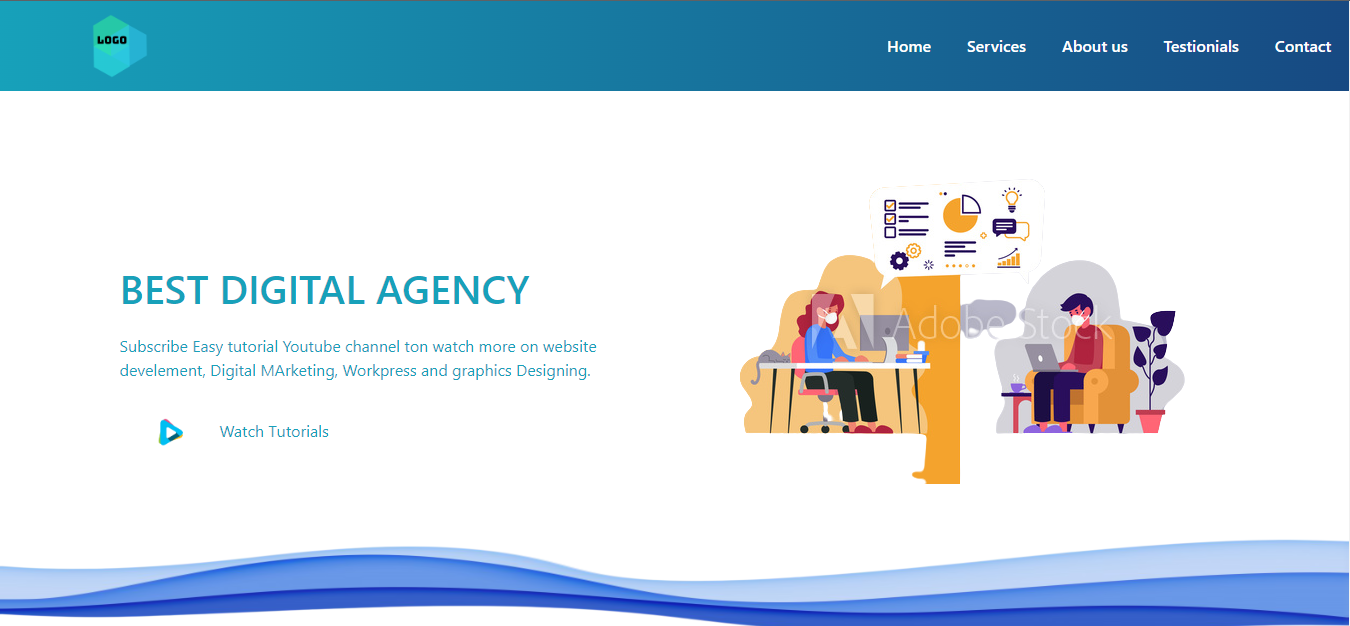 LOGO
Home Services About us Testionials Contact
BEST DIGITAL AGENCY
Subscribe Easy tutorial Youtube channel ton watch more on website
develement, Digital MArketing, Workpress and graphics Designing.
Watch Tutorials
Adobe Stock